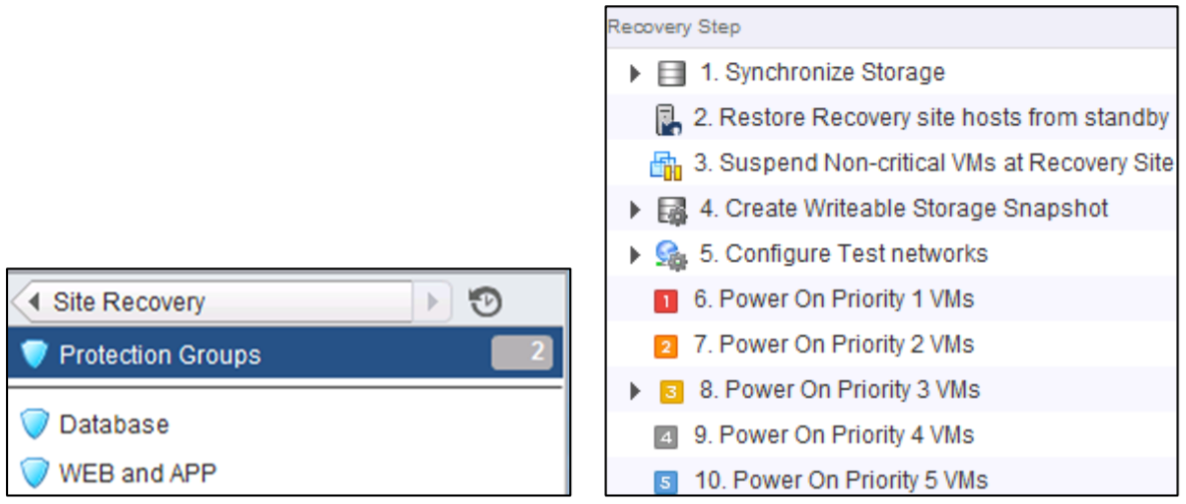 Site Recovery
Protection Groups 2
Database
WEB and APP
Recovery Step
1. Synchronize Storage
2. Restore Recovery site hosts from standby
3. Suspend Non-critical VMs at Recovery Site
4. Create Writeable Storage Snapshot
5. Configure Test networks
1 6. Power On Priority 1 VMs
2 7. Power On Priority 2 VMs
3 8. Power On Priority 3 VMs
4 9. Power On Priority 4 VMs
5 10. Power On Priority 5 VMs